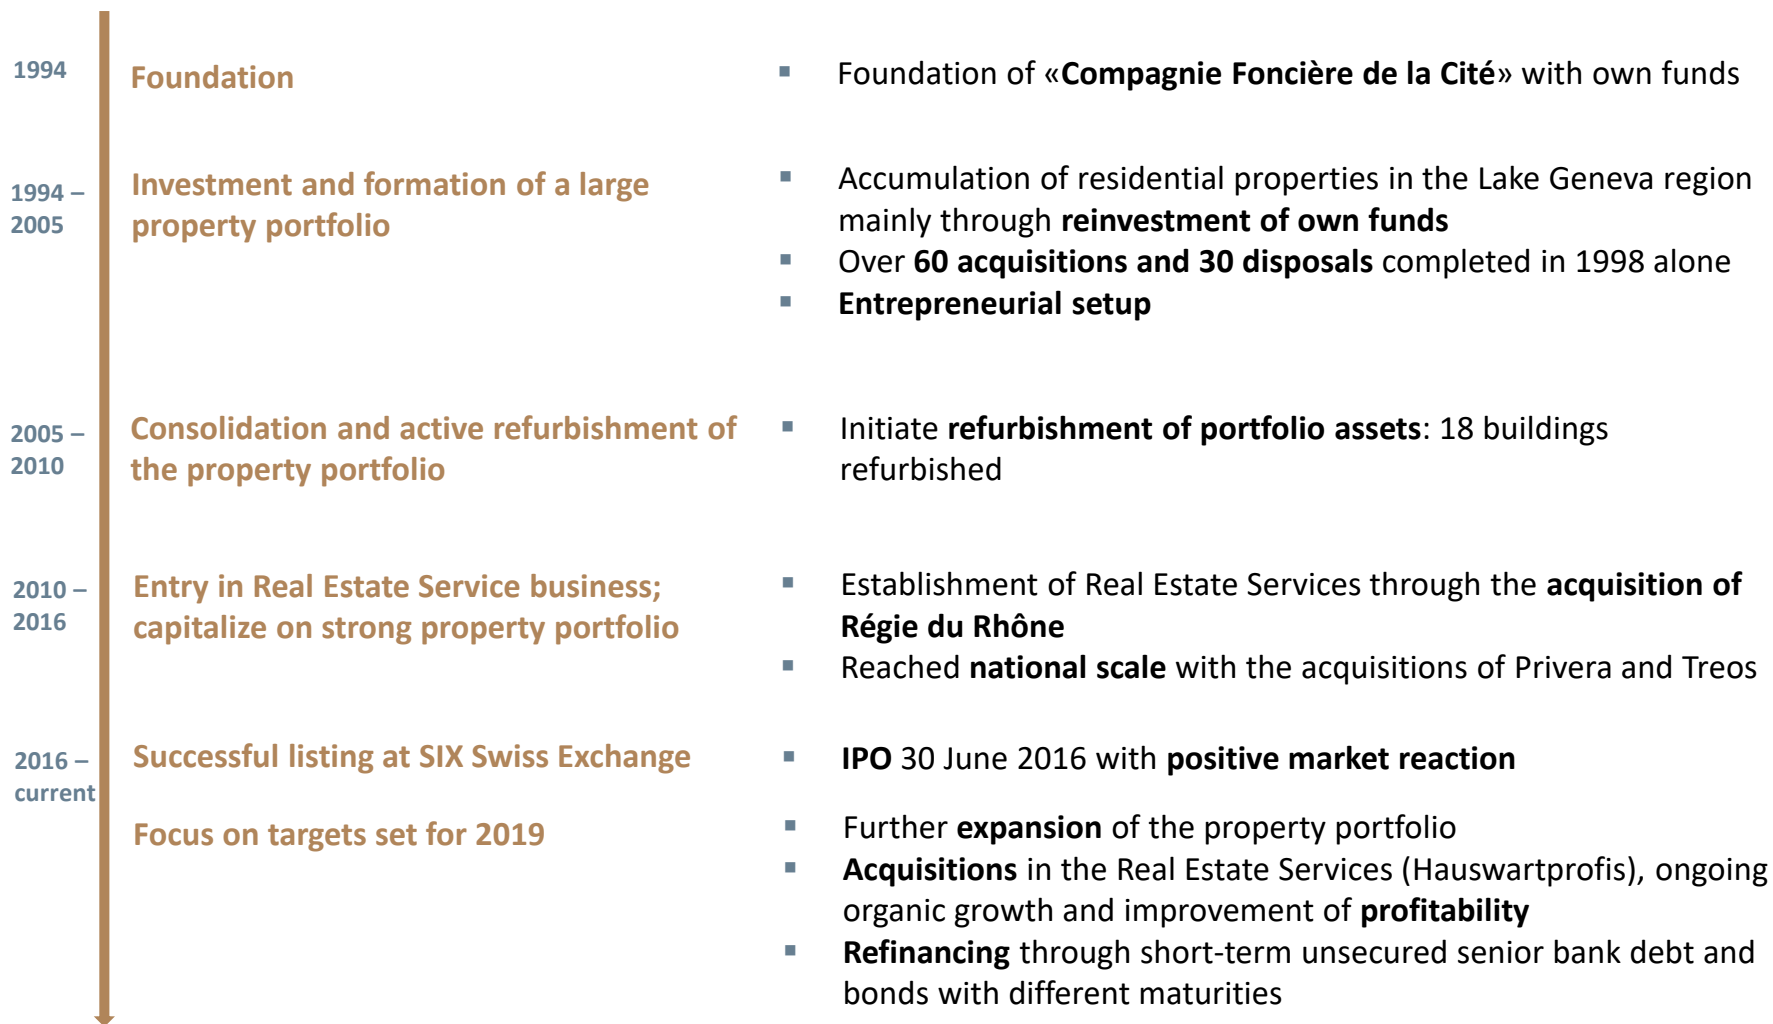 1994
Foundation
▪ Foundation of «Compagnie Foncière de la Cité» with own funds
1994 –
2005
Investment and formation of a large
property portfolio
▪ Accumulation of residential properties in the Lake Geneva region
mainly through reinvestment of own funds
▪ Over 60 acquisitions and 30 disposals completed in 1998 alone
▪ Entrepreneurial setup
2005 –
2010
Consolidation and active refurbishment of
the property portfolio
▪ Initiate refurbishment of portfolio assets: 18 buildings
refurbished
2010 –
2016
Entry in Real Estate Service business;
capitalize on strong property portfolio
▪ Establishment of Real Estate Services through the acquisition of
Régie du Rhône
▪ Reached national scale with the acquisitions of Privera and Treos
2016 –
current
Successful listing at SIX Swiss Exchange
▪ IPO 30 June 2016 with positive market reaction
Focus on targets set for 2019
▪ Further expansion of the property portfolio
▪ Acquisitions in the Real Estate Services (Hauswartprofis), ongoing
organic growth and improvement of profitability
▪ Refinancing through short-term unsecured senior bank debt and
bonds with different maturities